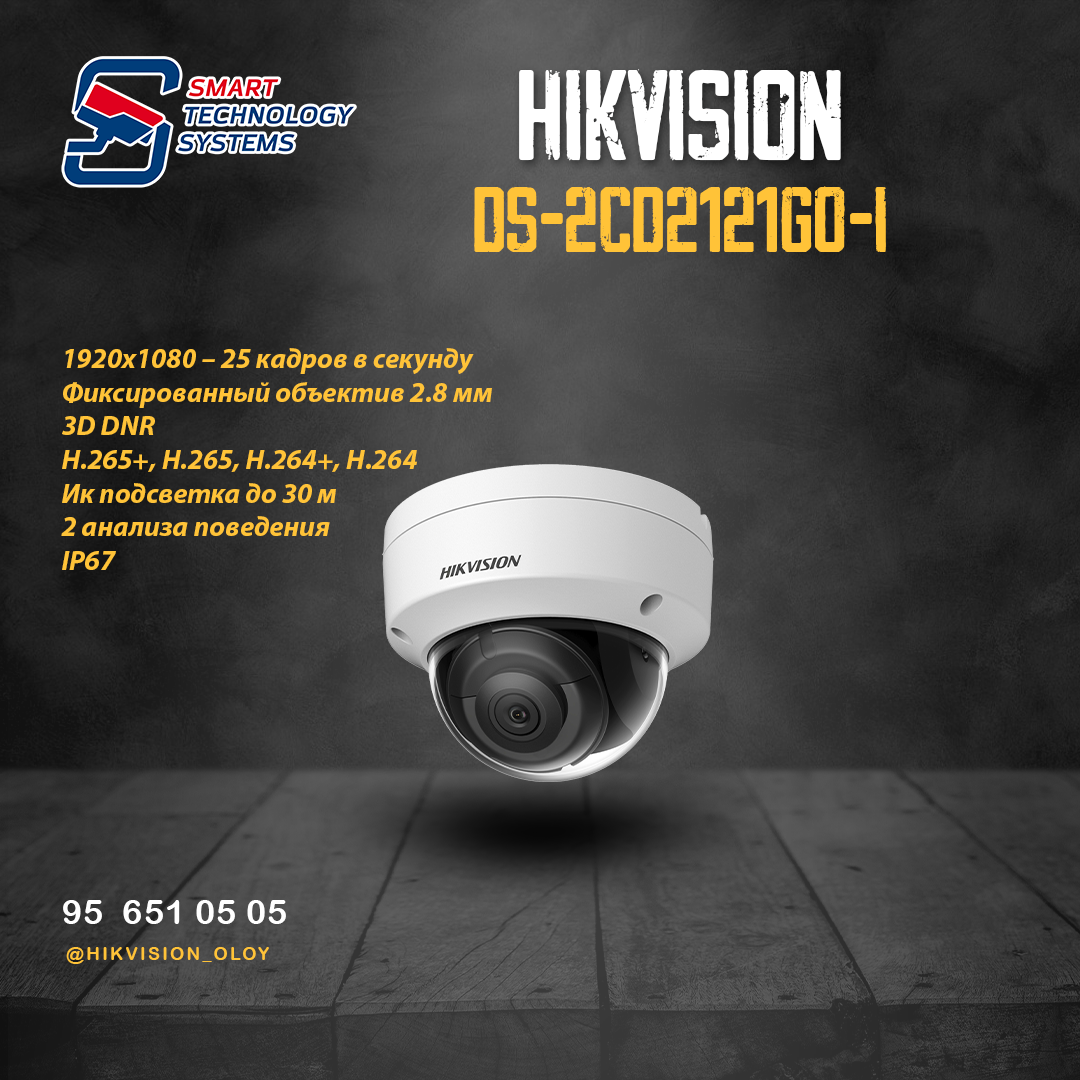 SMART
TECHNOLOGY
SYSTEMS
HIKVISION
DS-2CD2121G0-I
1920x1080 – 25 кадров в секунду
Фиксированный объектив 2.8 мм
3D DNR
H.265+, H.265, H.264+, H.264
Ик подсветка до 30 м
2 анализа поведения
IP67
HIKVISION
95 651 05 05
@HIKVISION_OLOY